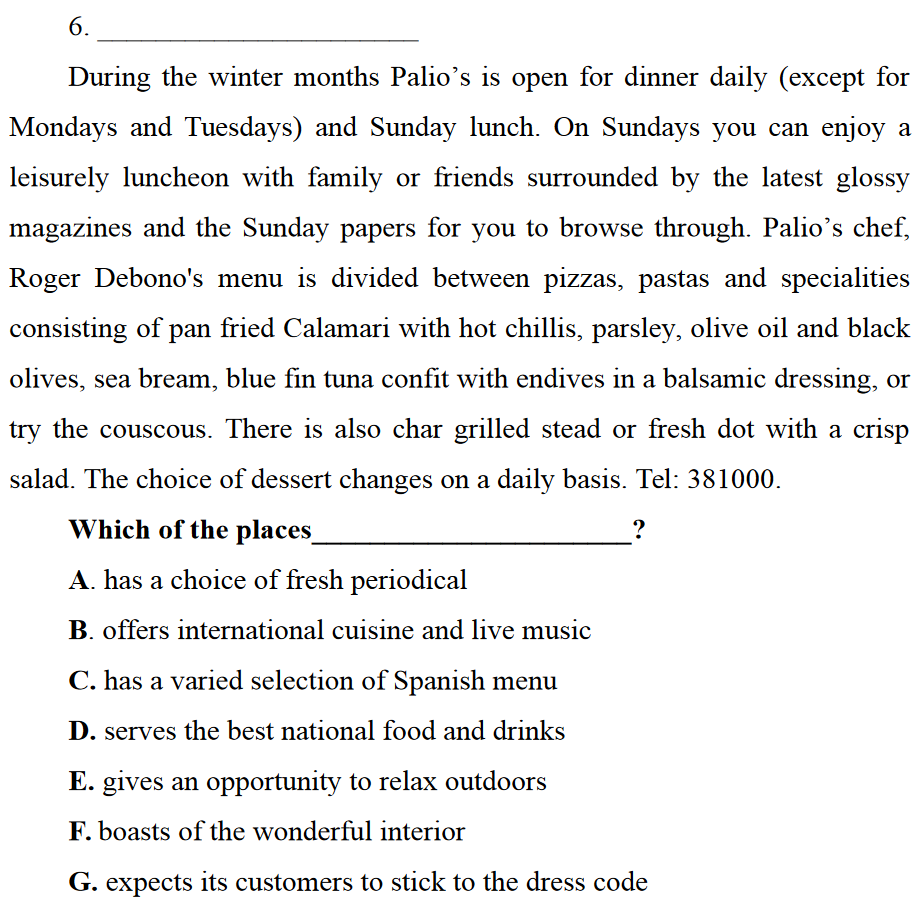 6. _______________________
During the winter months Palio’s is open for dinner daily (except for
Mondays and Tuesdays) and Sunday lunch. On Sundays you can enjoy a
leisurely luncheon with family or friends surrounded by the latest glossy
magazines and the Sunday papers for you to browse through. Palio’s chef,
Roger Debono's menu is divided between pizzas, pastas and specialities
consisting of pan fried Calamari with hot chillis, parsley, olive oil and black
olives, sea bream, blue fin tuna confit with endives in a balsamic dressing, or
try the couscous. There is also char grilled stead or fresh dot with a crisp
salad. The choice of dessert changes on a daily basis. Tel: 381000.
Which of the places_______________________?
A. has a choice of fresh periodical
B. offers international cuisine and live music
C. has a varied selection of Spanish menu
D. serves the best national food and drinks
E. gives an opportunity to relax outdoors
F. boasts of the wonderful interior
G. expects its customers to stick to the dress code